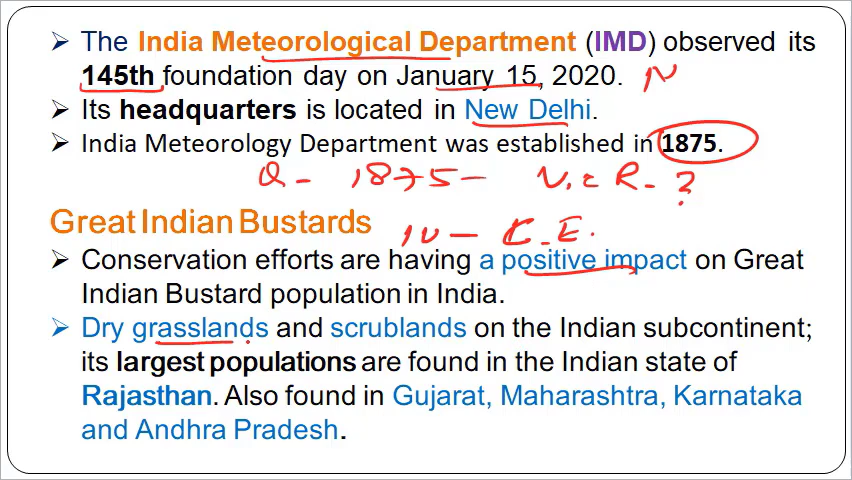 ➤ The India Meteorological Department (IMD) observed its
145th foundation day on January 15, 2020. N
➤ Its headquarters is located in New Delhi.
➤ India Meteorology Department was established in 1875.
Q - 1875 - V. R. - ?
Great Indian Bustards
10 - C.E.
➤ Conservation efforts are having a positive impact on Great
Indian Bustard population in India.
➤ Dry grasslands and scrublands on the Indian subcontinent;
its largest populations are found in the Indian state of
Rajasthan. Also found in Gujarat, Maharashtra, Karnataka
and Andhra Pradesh.